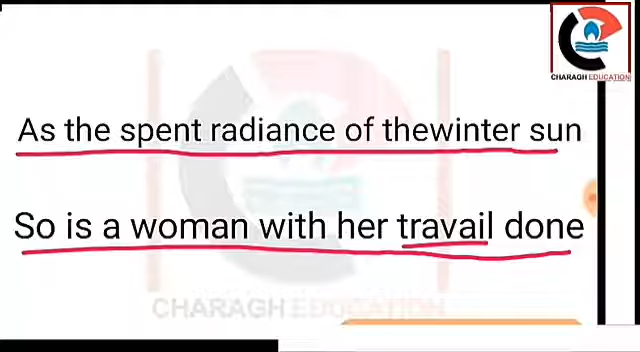 CHARAGH EDUCATION
As the spent radiance of thewinter sun
So is a woman with her travail done
CHARAGH EDUCATION